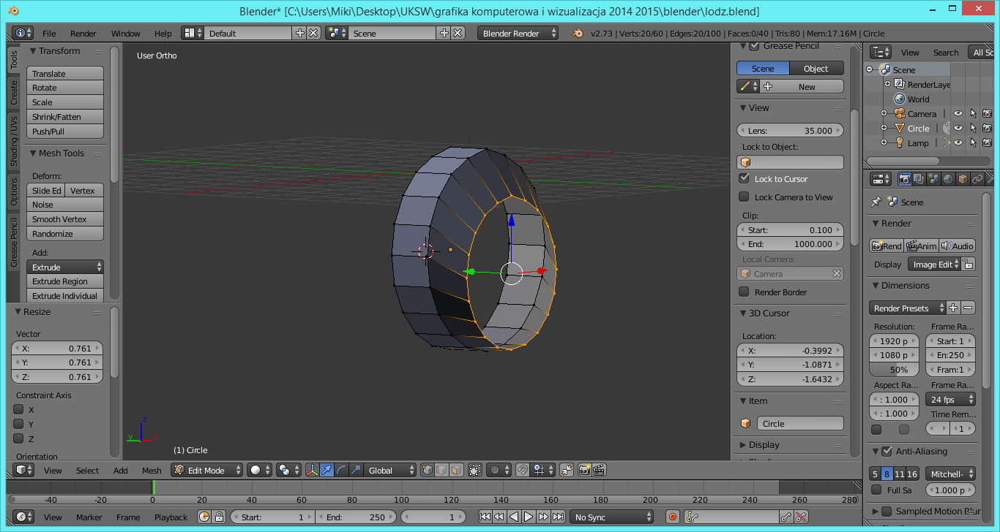 Blender* [C:\Users\Miki\Desktop\UKSW\grafika komputerowa i wizualizacja 2014 2015\blender\lodz.blend]
File Render Window Help Default Scene Blender Render v2.73 | Verts:20/60 | Edges:20/100 | Faces:0/40 | Tris:80 | Mem:17.16M | Circle
Tools
Create
Shading / UVs
Options
Grease Pencil
Transform
Translate
Rotate
Scale
Shrink/Fatten
Push/Pull
Mesh Tools
Deform:
Slide Ed Vertex
Noise
Smooth Vertex
Randomize
Add:
Extrude
Extrude Region
Extrude Individual
Resize
Vector
X: 0.761
Y: 0.761
Z: 0.761
Constraint Axis
X
Y
Z
Orientation
User Ortho
z
y x
(1) Circle
Grease Pencil
Scene Object
New
View
Lens: 35.000
Lock to Object:
Lock to Cursor
Lock Camera to View
Clip:
Start: 0.100
End: 1000.000
Local Camera:
Camera
Render Border
3D Cursor
Location:
X: -0.3992
Y: -1.0871
Z: -1.6432
Item
Circle
Display
View Search All Sc
Scene
RenderLaye
World
Camera
Circle
Lamp
Scene
Render
Rend Anim Audio
Display Image Edit
Dimensions
Render Presets
Resolution: Frame Ra...
1920 p Start: 1
1080 p En:250
50% Fram:1
Aspect Ra... Frame Ra...
: 1.000 24 fps
: 1.000 Time Rem...
1
Anti-Aliasing
5 8 11 16 Mitchell-
Full Sa 1.000 p
Sampled Motion Blur
View Select Add Mesh Edit Mode Global
-40 -20 0 20 40 60 80 100 120 140 160 180 200 220 240 260 280
View Marker Frame Playback Start: 1 End: 250 1 No Sync